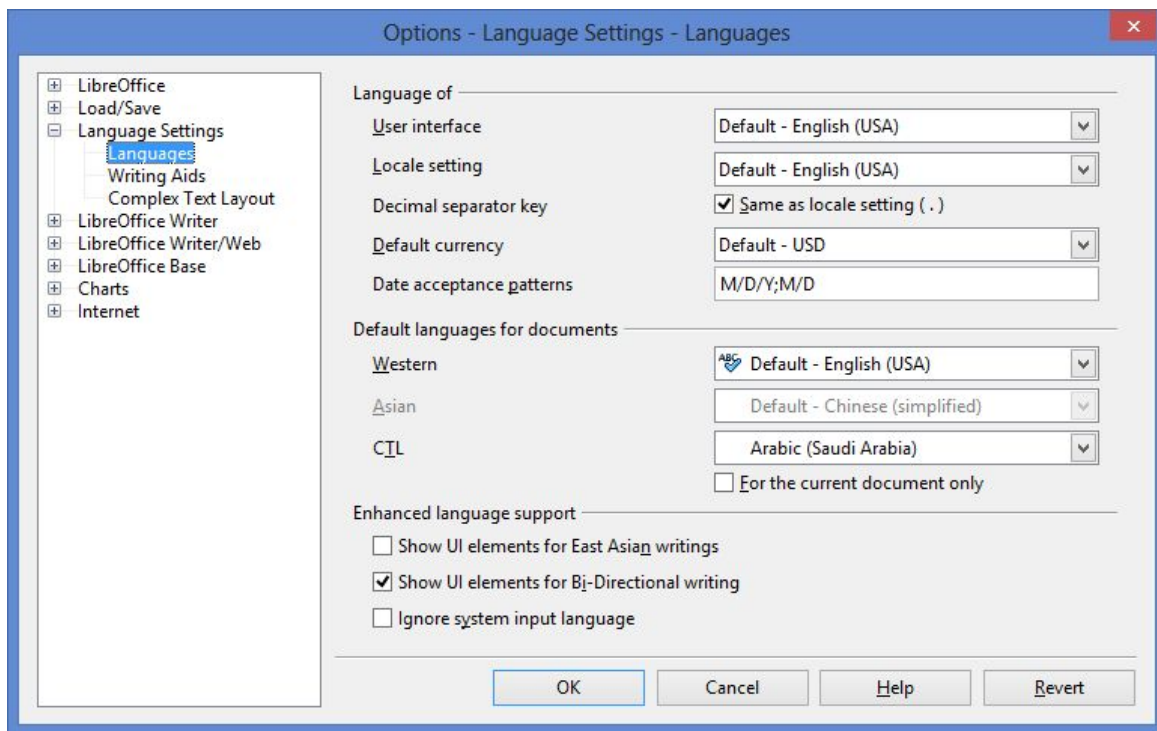 Options - Language Settings - Languages
LibreOffice
Load/Save
Language Settings
Languages
Writing Aids
Complex Text Layout
LibreOffice Writer
LibreOffice Writer/Web
LibreOffice Base
Charts
Internet
Language of
User interface
Default - English (USA)
Locale setting
Default - English (USA)
Decimal separator key
Same as locale setting ( . )
Default currency
Default - USD
Date acceptance patterns
M/D/Y;M/D
Default languages for documents
Western
ABC Default - English (USA)
Asian
Default - Chinese (simplified)
CTL
Arabic (Saudi Arabia)
For the current document only
Enhanced language support
Show UI elements for East Asian writings
Show UI elements for Bi-Directional writing
Ignore system input language
OK
Cancel
Help
Revert